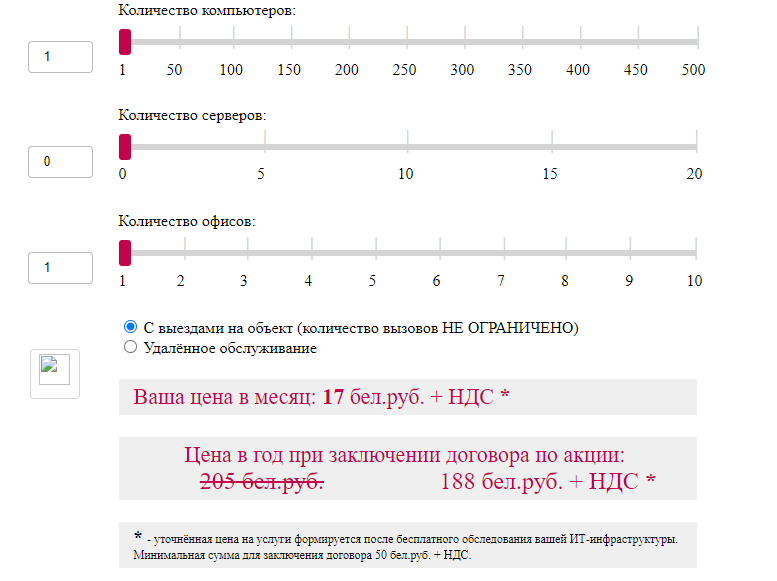 Количество компьютеров:
1
1 50 100 150 200 250 300 350 400 450 500
Количество серверов:
0
0 5 10 15 20
Количество офисов:
1
1 2 3 4 5 6 7 8 9 10
С выездами на объект (количество вызовов НЕ ОГРАНИЧЕНО)
Удалённое обслуживание
Ваша цена в месяц: 17 бел.руб. + НДС *
Цена в год при заключении договора по акции:
205 бел.руб. 188 бел.руб. + НДС *
* - уточнённая цена на услуги формируется после бесплатного обследования вашей ИТ-инфраструктуры.
Минимальная сумма для заключения договора 50 бел.руб. + НДС.